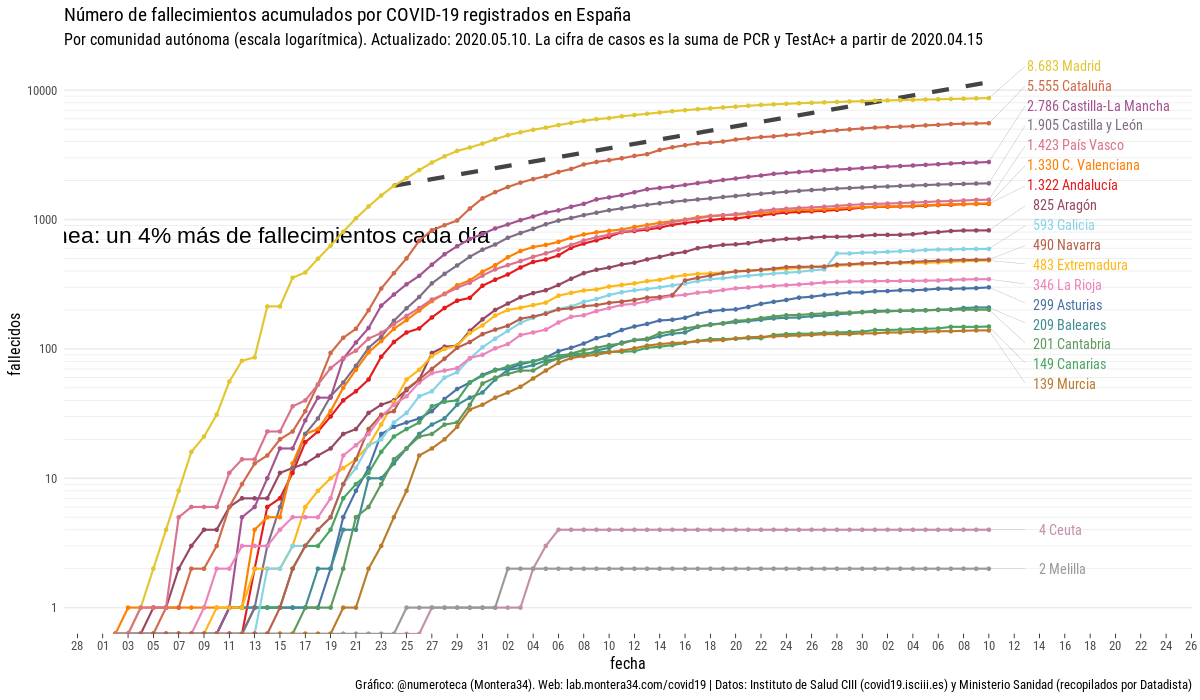 Número de fallecimientos acumulados por COVID-19 registrados en España
Por comunidad autónoma (escala logarítmica). Actualizado: 2020.05.10. La cifra de casos es la suma de PCR y TestAc+ a partir de 2020.04.15
8.683 Madrid
5.555 Cataluña
2.786 Castilla-La Mancha
1.905 Castilla y León
1.423 País Vasco
1.330 C. Valenciana
1.322 Andalucía
825 Aragón
593 Galicia
490 Navarra
483 Extremadura
346 La Rioja
299 Asturias
209 Baleares
201 Cantabria
149 Canarias
139 Murcia
4 Ceuta
2 Melilla
nea: un 4% más de fallecimientos cada día
fallecidos
10000
1000
100
10
1
28 01 03 05 07 09 11 13 15 17 19 21 23 25 27 29 31 02 04 06 08 10 12 14 16 18 20 22 24 26 28 30 02 04 06 08 10 12 14 16 18 20 22 24 26
fecha
Gráfico: @numeroteca (Montera34). Web: lab.montera34.com/covid19 | Datos: Instituto de Salud CIII (covid19.isciii.es) y Ministerio Sanidad (recopilados por Datadista)